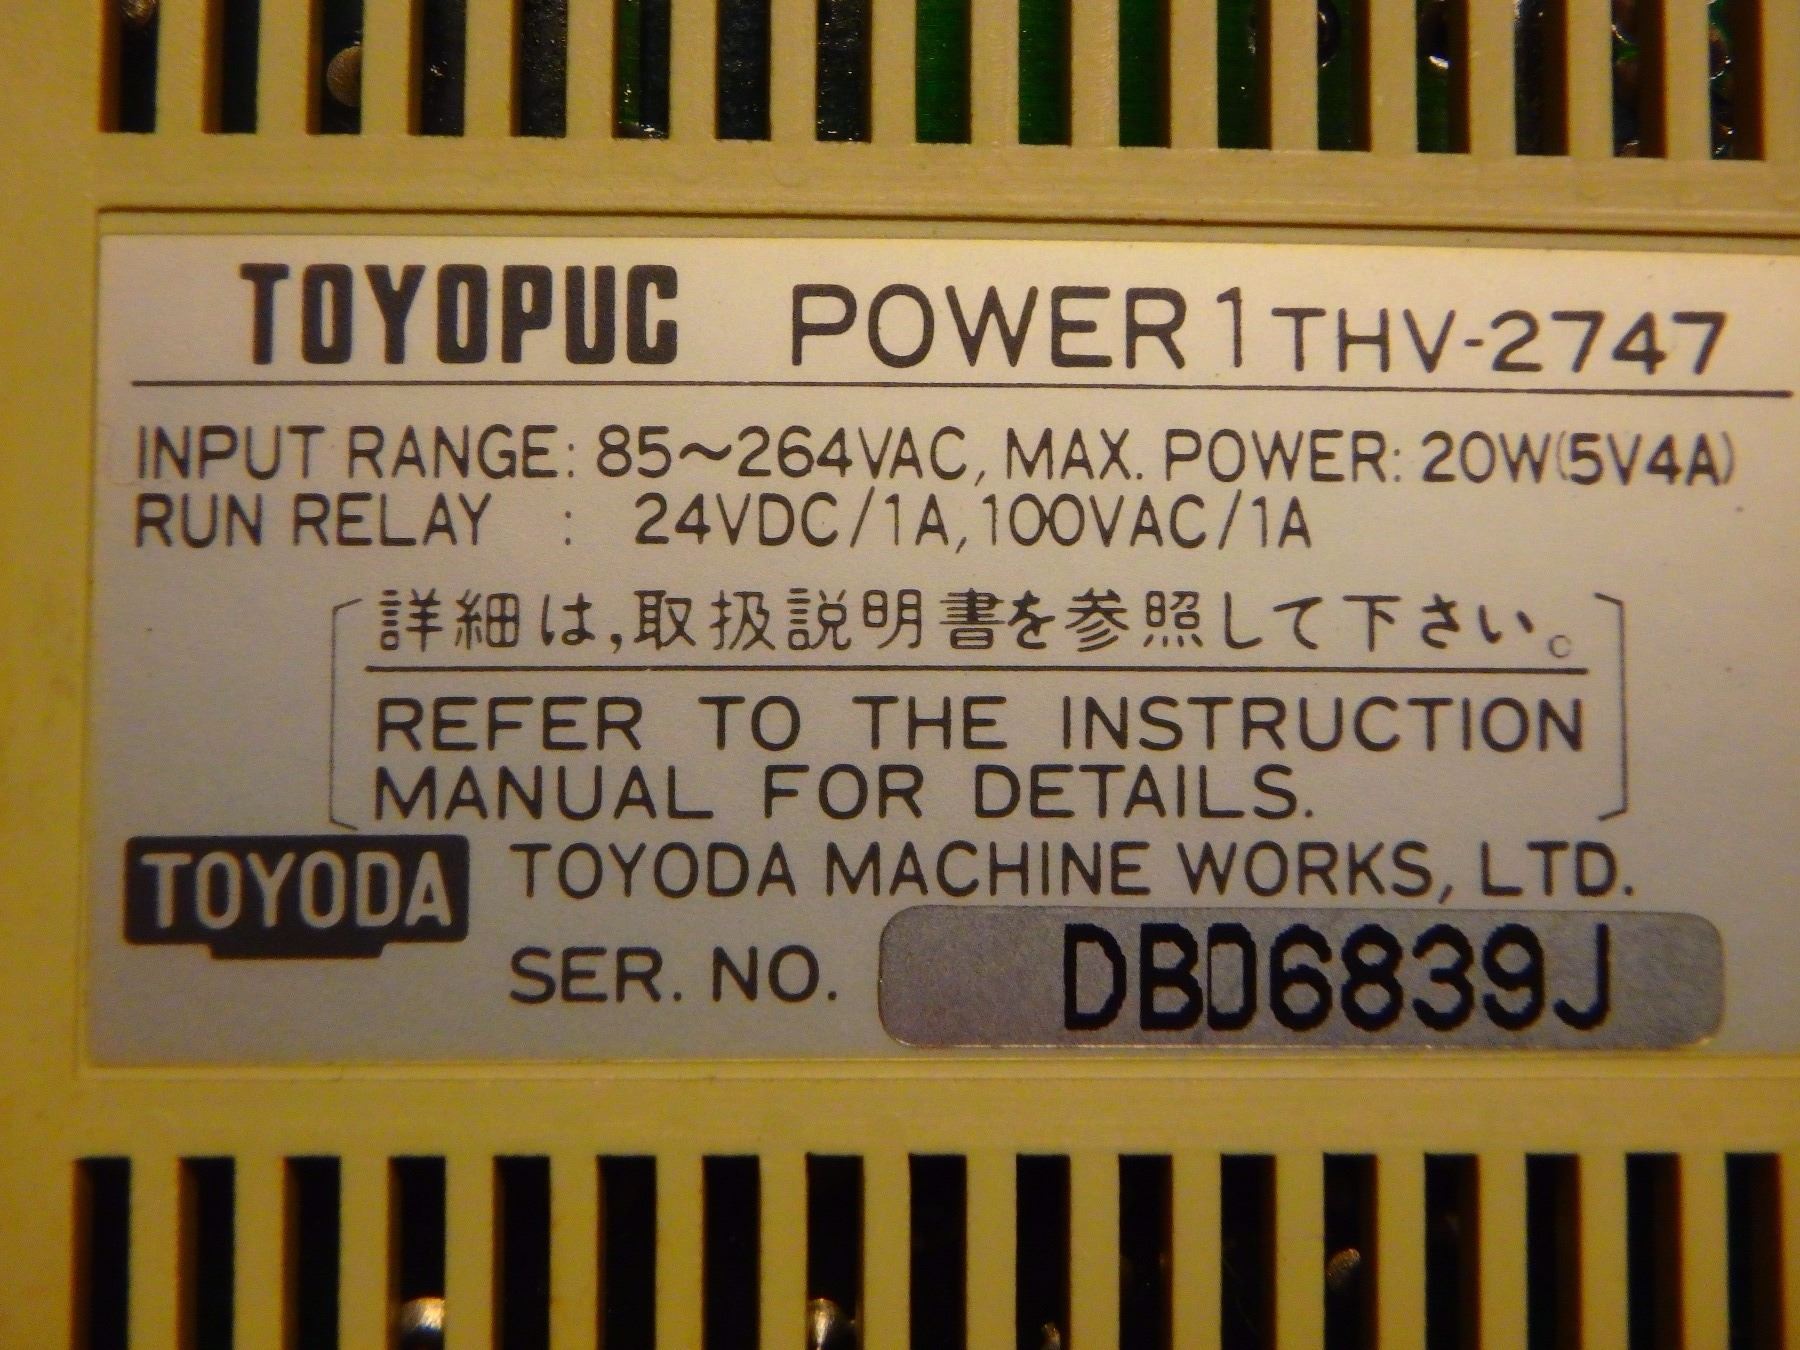 TOYOPUC POWER1 THV-2747
INPUT RANGE: 85~264VAC, MAX. POWER: 20W(5V4A)
RUN RELAY : 24VDC/1A,100VAC/1A
詳細は,取扱説明書を参照して下さい。
REFER TO THE INSTRUCTION
MANUAL FOR DETAILS.
TOYODA TOYODA MACHINE WORKS, LTD.
SER. NO.